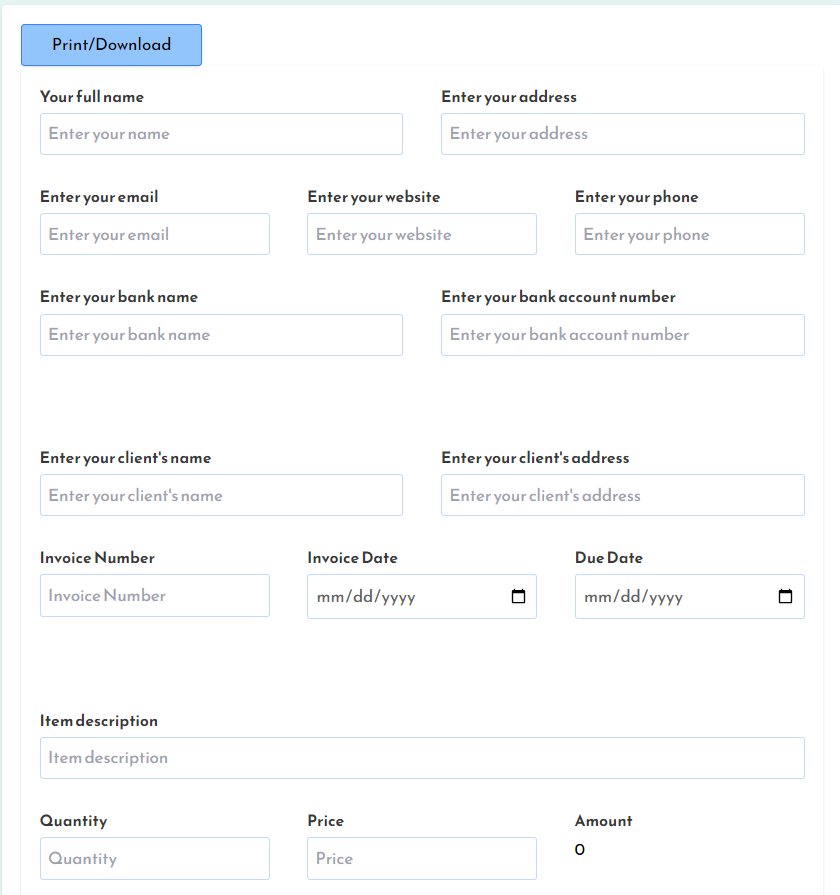 Print/Download
Your full name Enter your address
Enter your name Enter your address
Enter your email Enter your website Enter your phone
Enter your email Enter your website Enter your phone
Enter your bank name Enter your bank account number
Enter your bank name Enter your bank account number
Enter your client's name Enter your client's address
Enter your client's name Enter your client's address
Invoice Number Invoice Date Due Date
Invoice Number mm/dd/yyyy mm/dd/yyyy
Item description
Item description
Quantity Price Amount
Quantity Price 0